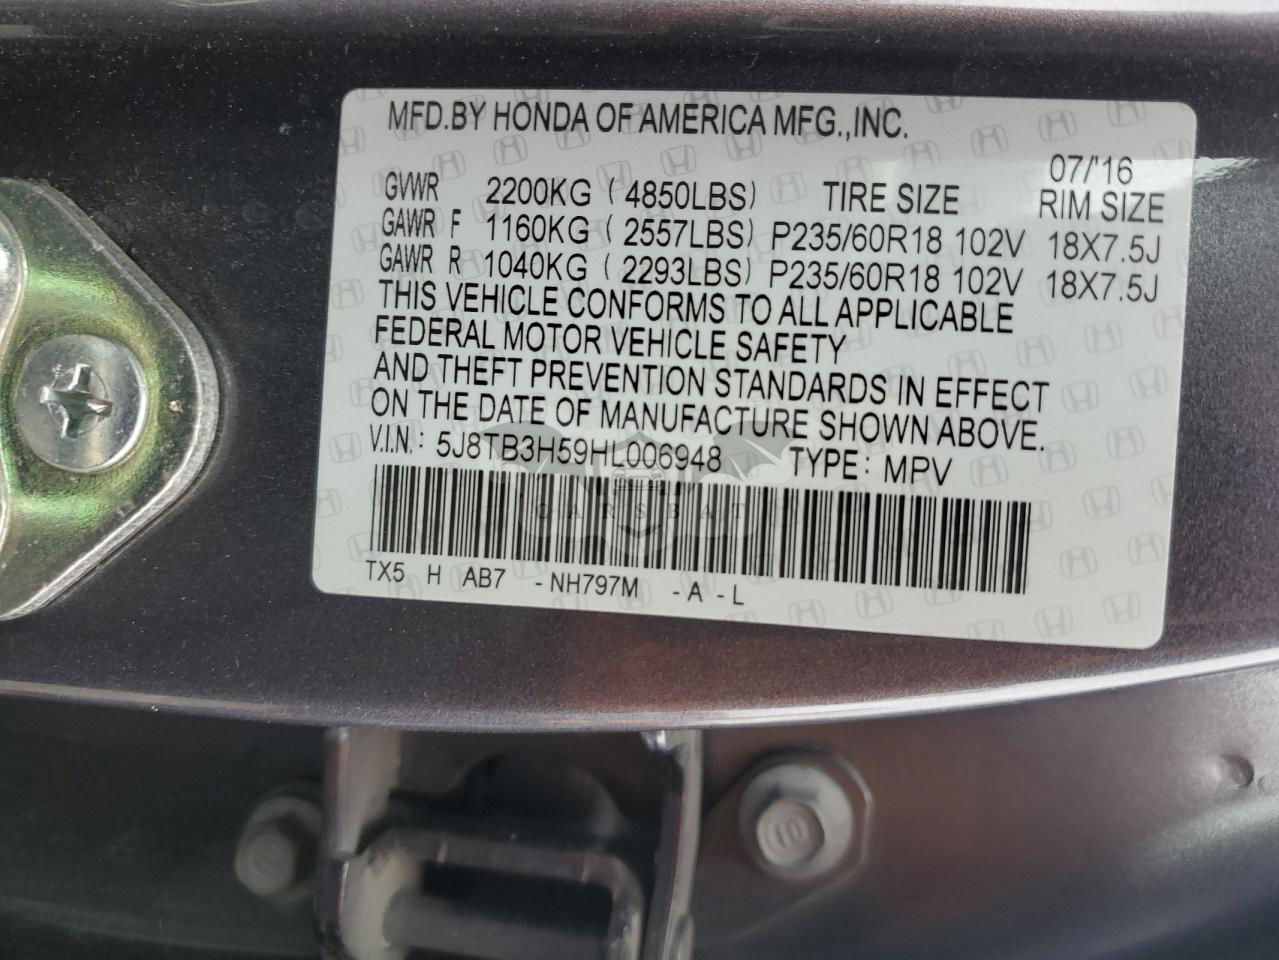 MFD.BY HONDA OF AMERICA MFG.,INC.
07/'16
GVWR 2200KG ( 4850LBS) TIRE SIZE RIM SIZE
GAWR F 1160KG ( 2557LBS) P235/60R18 102V 18X7.5J
GAWR R 1040KG ( 2293LBS) P235/60R18 102V 18X7.5J
THIS VEHICLE CONFORMS TO ALL APPLICABLE
FEDERAL MOTOR VEHICLE SAFETY
AND THEFT PREVENTION STANDARDS IN EFFECT
ON THE DATE OF MANUFACTURE SHOWN ABOVE.
V.I.N.: 5J8TB3H59HL006948 TYPE: MPV
CARSBAT
TX5 H AB7 -NH797M -A -L
10